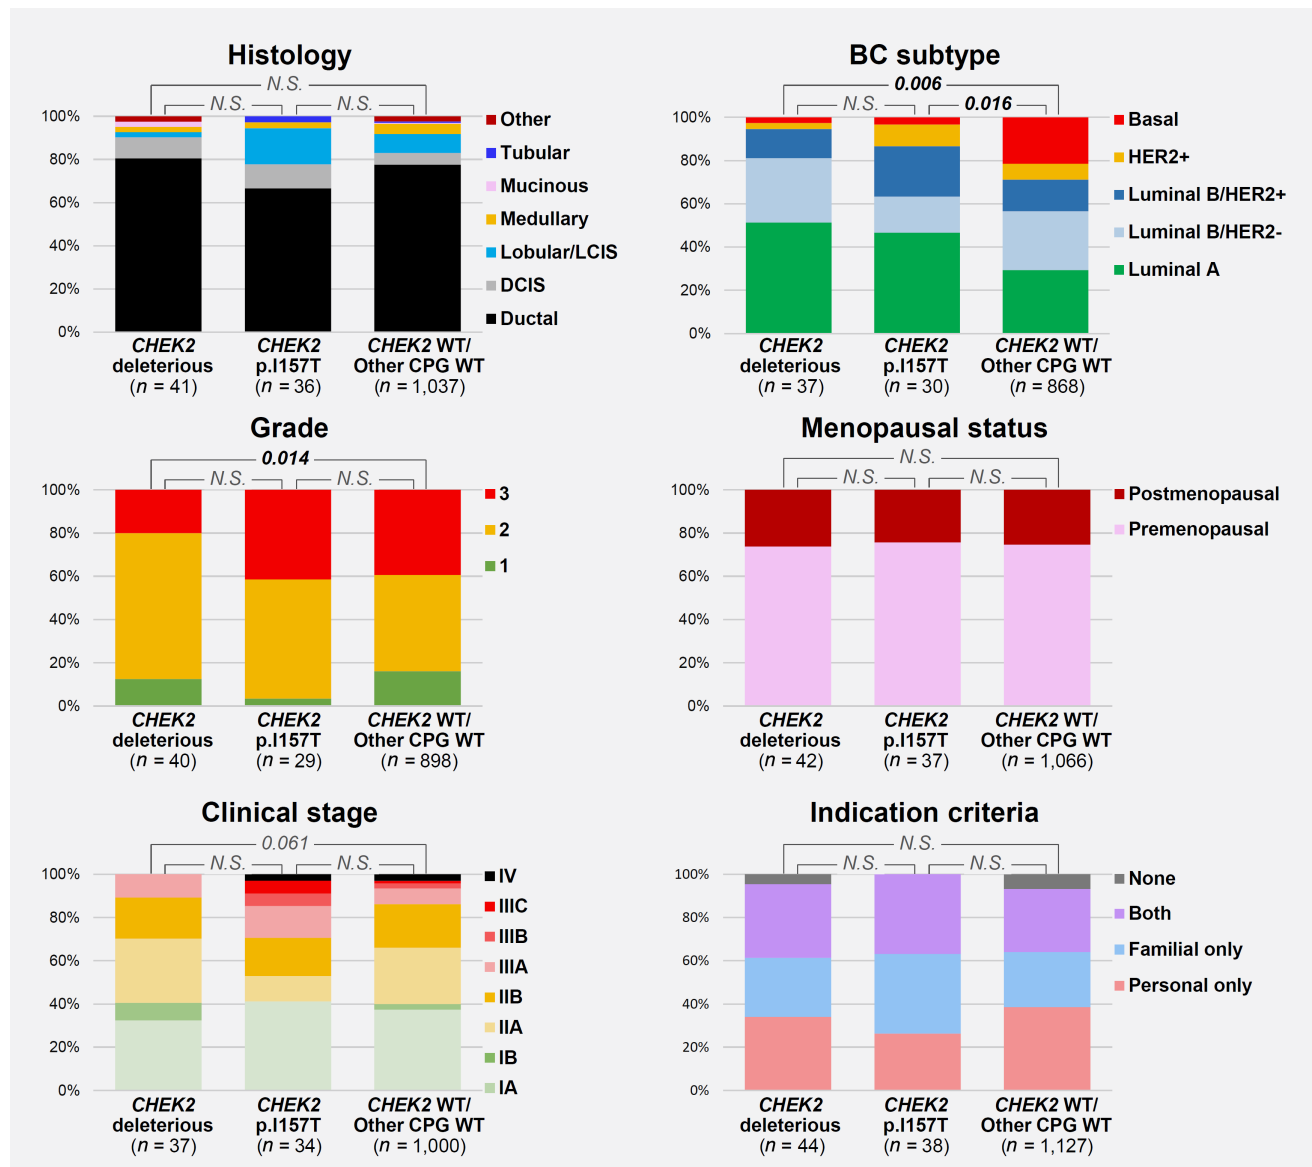 Histology
N.S.
N.S.
N.S.
100%
80%
60%
40%
20%
0%
Other
Tubular
Mucinous
Medullary
Lobular/LCIS
DCIS
Ductal
CHEK2 deleterious (n = 41)
CHEK2 p.I157T (n = 36)
CHEK2 WT/ Other CPG WT (n = 1,037)
BC subtype
0.006
N.S.
0.016
100%
80%
60%
40%
20%
0%
Basal
HER2+
Luminal B/HER2+
Luminal B/HER2-
Luminal A
CHEK2 deleterious (n = 37)
CHEK2 p.I157T (n = 30)
CHEK2 WT/ Other CPG WT (n = 868)
Grade
0.014
N.S.
N.S.
100%
80%
60%
40%
20%
0%
3
2
1
CHEK2 deleterious (n = 40)
CHEK2 p.I157T (n = 29)
CHEK2 WT/ Other CPG WT (n = 898)
Menopausal status
N.S.
N.S.
N.S.
100%
80%
60%
40%
20%
0%
Postmenopausal
Premenopausal
CHEK2 deleterious (n = 42)
CHEK2 p.I157T (n = 37)
CHEK2 WT/ Other CPG WT (n = 1,066)
Clinical stage
0.061
N.S.
N.S.
100%
80%
60%
40%
20%
0%
IV
IIIC
IIIB
IIIA
IIB
IIA
IB
IA
CHEK2 deleterious (n = 37)
CHEK2 p.I157T (n = 34)
CHEK2 WT/ Other CPG WT (n = 1,000)
Indication criteria
N.S.
N.S.
N.S.
100%
80%
60%
40%
20%
0%
None
Both
Familial only
Personal only
CHEK2 deleterious (n = 44)
CHEK2 p.I157T (n = 38)
CHEK2 WT/ Other CPG WT (n = 1,127)